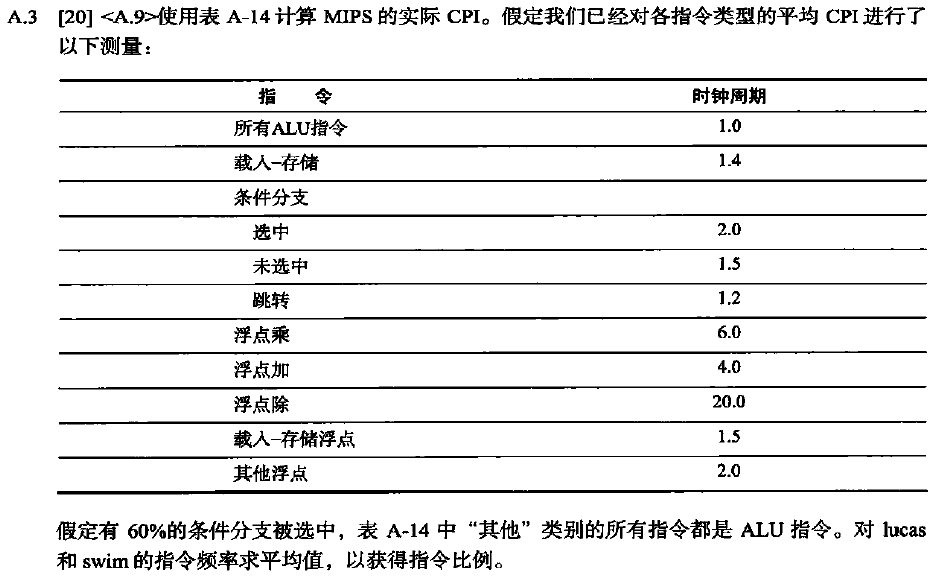 A.3 [20] <A.9>使用表 A-14 计算 MIPS 的实际 CPI。假定我们已经对各指令类型的平均 CPI 进行了
以下测量：
指 令 时钟周期
所有ALU指令 1.0
载入-存储 1.4
条件分支
选中 2.0
未选中 1.5
跳转 1.2
浮点乘 6.0
浮点加 4.0
浮点除 20.0
载入-存储浮点 1.5
其他浮点 2.0
假定有 60%的条件分支被选中，表 A-14 中“其他”类别的所有指令都是 ALU 指令。对 lucas
和 swim 的指令频率求平均值，以获得指令比例。